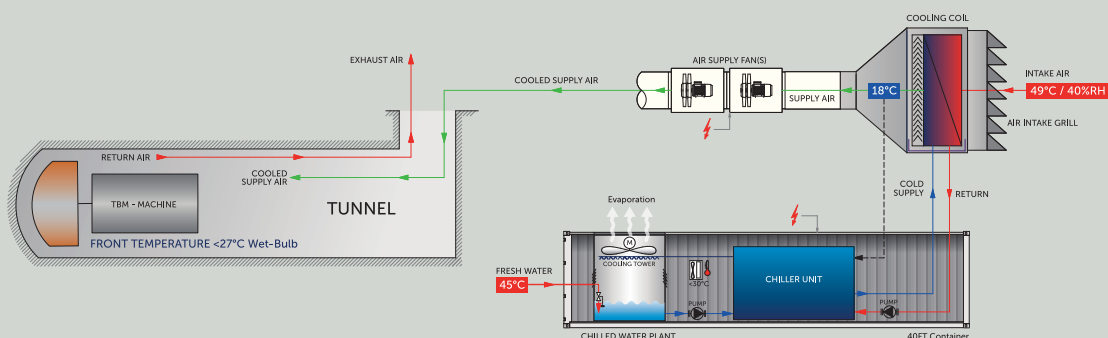 COOLING COIL
EXHAUST AIR
AIR SUPPLY FAN(S)
COOLED SUPPLY AIR
INTAKE AIR
49°C / 40%RH
18°C
SUPPLY AIR
AIR INTAKE GRILL
RETURN AIR
COOLED
SUPPLY AIR
TBM - MACHINE
TUNNEL
FRONT TEMPERATURE <27°C Wet-Bulb
COLD
SUPPLY
RETURN
Evaporation
M
COOLING TOWER
FRESH WATER
45°C
<30°C
CHILLER UNIT
PUMP
PUMP
CHILLED WATER PLANT
40FT Container